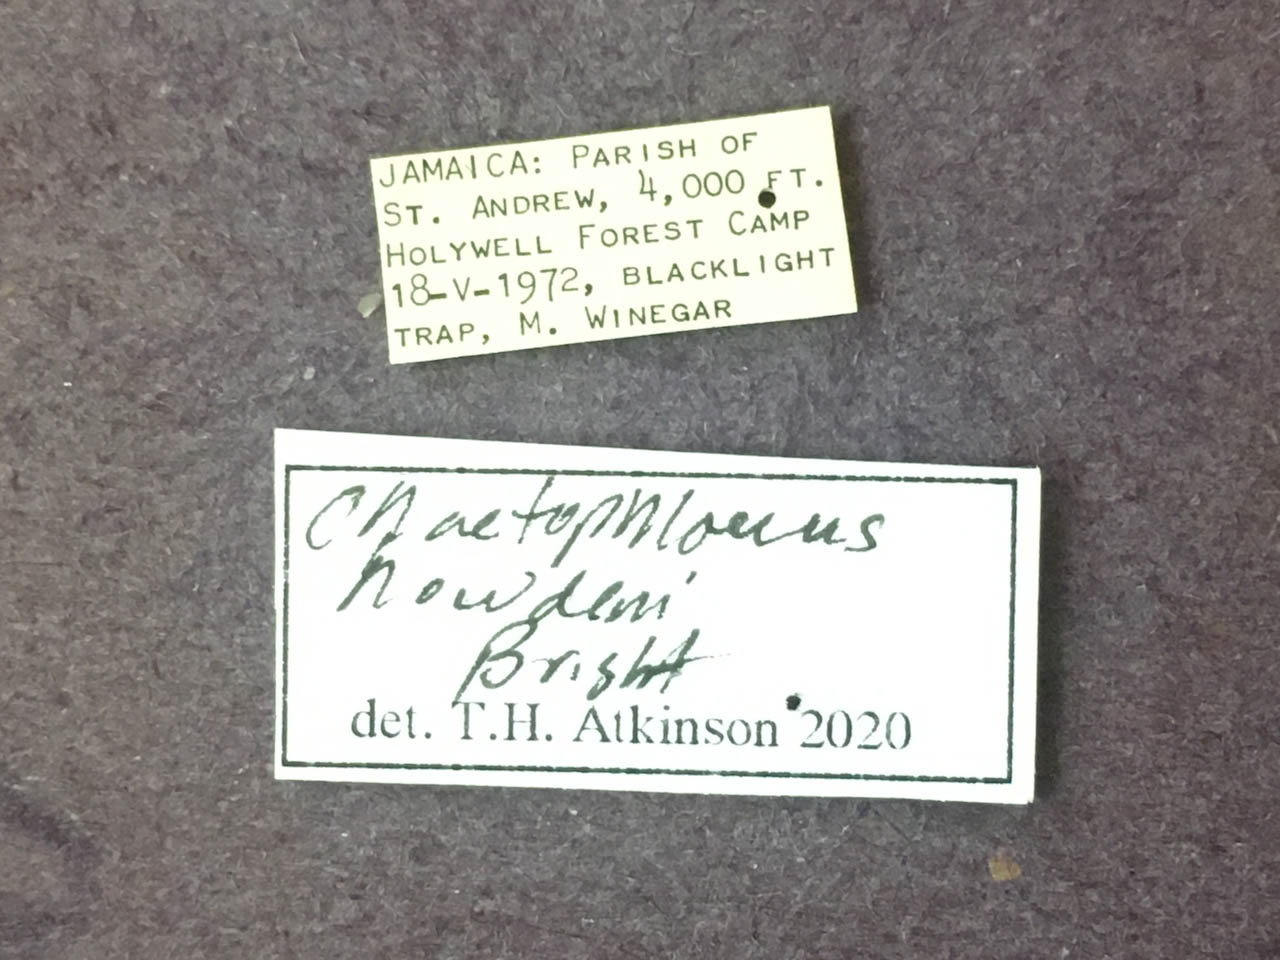 JAMAICA: PARISH OF
ST. ANDREW, 4,000 FT.
HOLYWELL FOREST CAMP
18-V-1972, BLACKLIGHT
TRAP, M. WINEGAR
Chaetophloeus
howdeni
Bright
det. T.H. Atkinson 2020